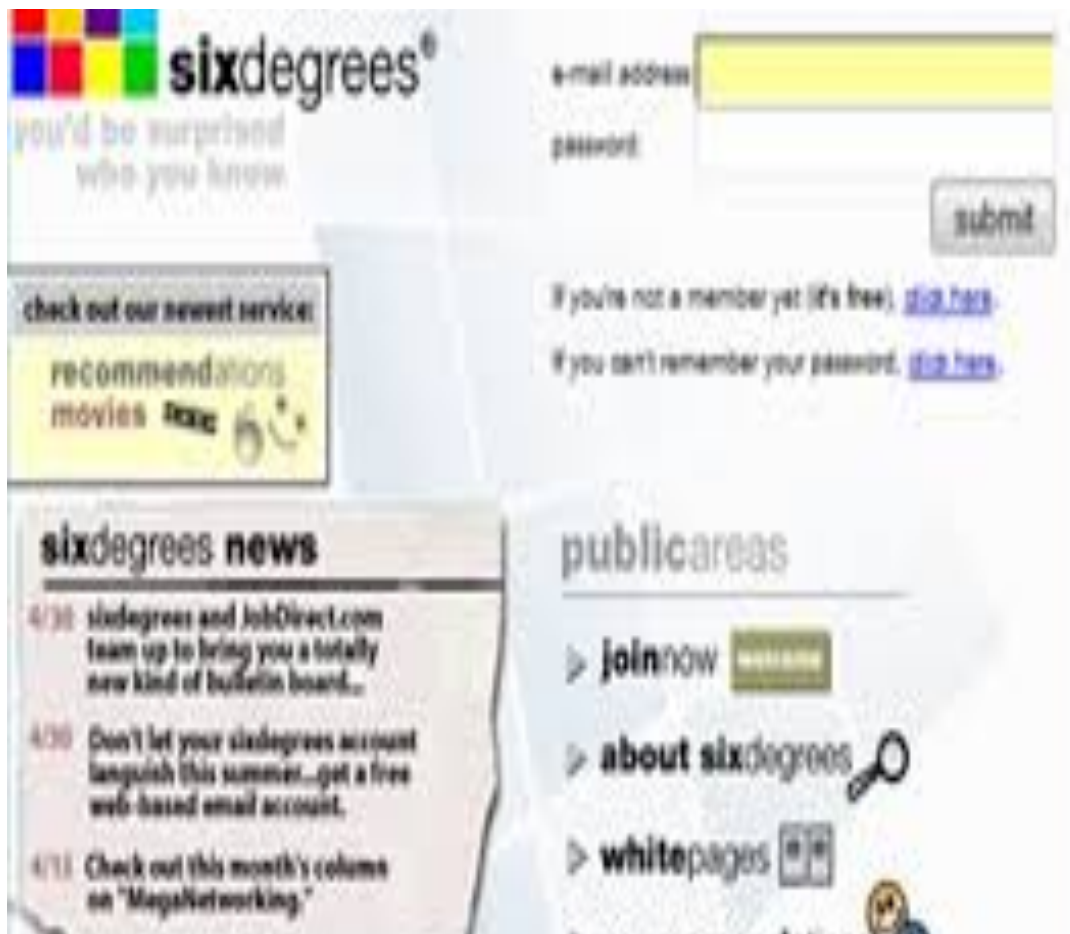 sixdegrees®
you'd be surprised
who you know
e-mail address
password:
submit
If you're not a member yet (it's free), click here.
If you can't remember your password, click here.
check out our newest service:
recommendations
movies
sixdegrees news
4/30 sixdegrees and JobDirect.com
team up to bring you a totally
new kind of bulletin board...
4/30 Don't let your sixdegrees account
languish this summer...get a free
web-based email account.
4/15 Check out this month's column
on "MegaNetworking."
publicareas
joinnow
about sixdegrees
whitepages